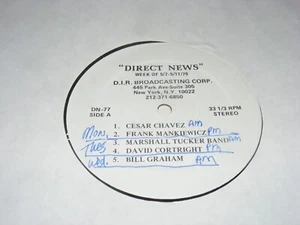 "DIRECT NEWS"
WEEK OF 5/7-5/11/79
D.I.R. BROADCASTING CORP.
445 Park Ave-Suite 305
New York, N.Y. 10022
212-371-6850
DN-77 33 1/3 RPM
SIDE A STEREO
1. CESAR CHAVEZ AM
Mon. 2. FRANK MANKIEWICZ PM
3. MARSHALL TUCKER BAND AM
Tues 4. DAVID CORTRIGHT PM
Wed. 5. BILL GRAHAM AM